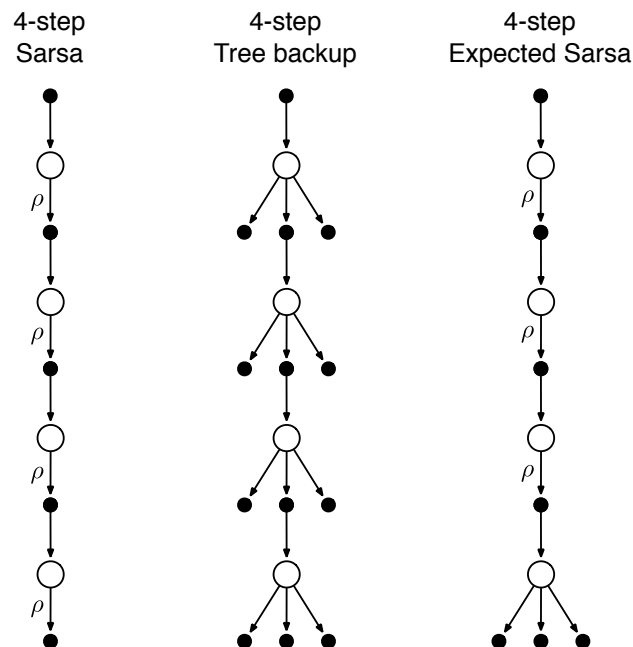 4-step
Sarsa
4-step
Tree backup
4-step
Expected Sarsa
ρ
ρ
ρ
ρ
ρ
ρ
ρ